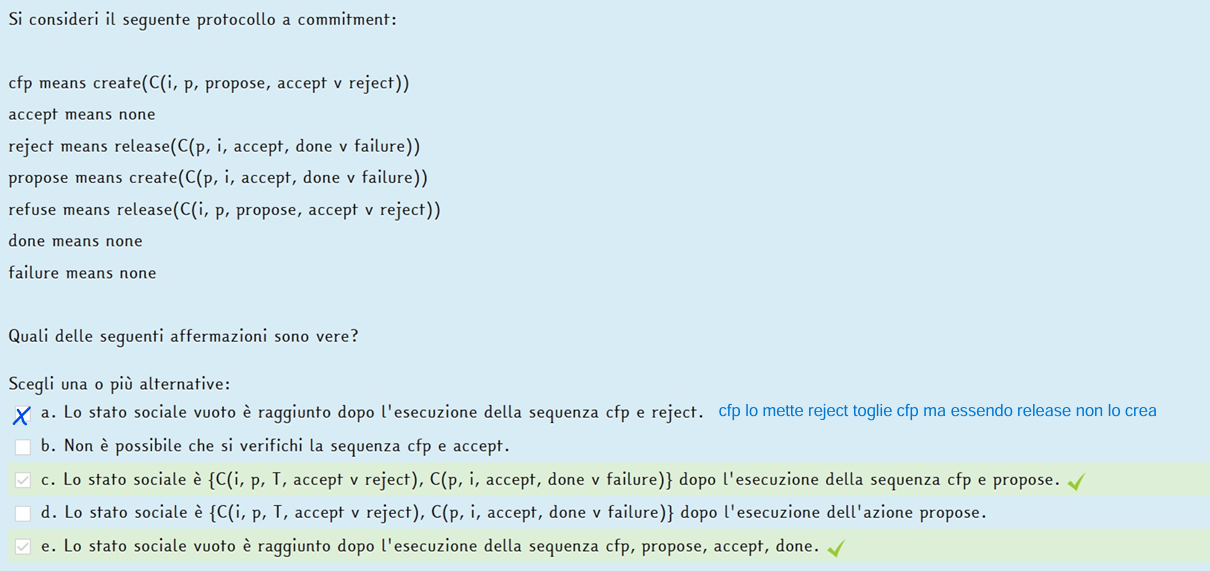 Si consideri il seguente protocollo a commitment:
cfp means create(C(i, p, propose, accept v reject))
accept means none
reject means release(C(p, i, accept, done v failure))
propose means create(C(p, i, accept, done v failure))
refuse means release(C(i, p, propose, accept v reject))
done means none
failure means none
Quali delle seguenti affermazioni sono vere?
Scegli una o più alternative:
a. Lo stato sociale vuoto è raggiunto dopo l'esecuzione della sequenza cfp e reject. cfp lo mette reject toglie cfp ma essendo release non lo crea
b. Non è possibile che si verifichi la sequenza cfp e accept.
c. Lo stato sociale è {C(i, p, T, accept v reject), C(p, i, accept, done v failure)} dopo l'esecuzione della sequenza cfp e propose.
d. Lo stato sociale è {C(i, p, T, accept v reject), C(p, i, accept, done v failure)} dopo l'esecuzione dell'azione propose.
e. Lo stato sociale vuoto è raggiunto dopo l'esecuzione della sequenza cfp, propose, accept, done.